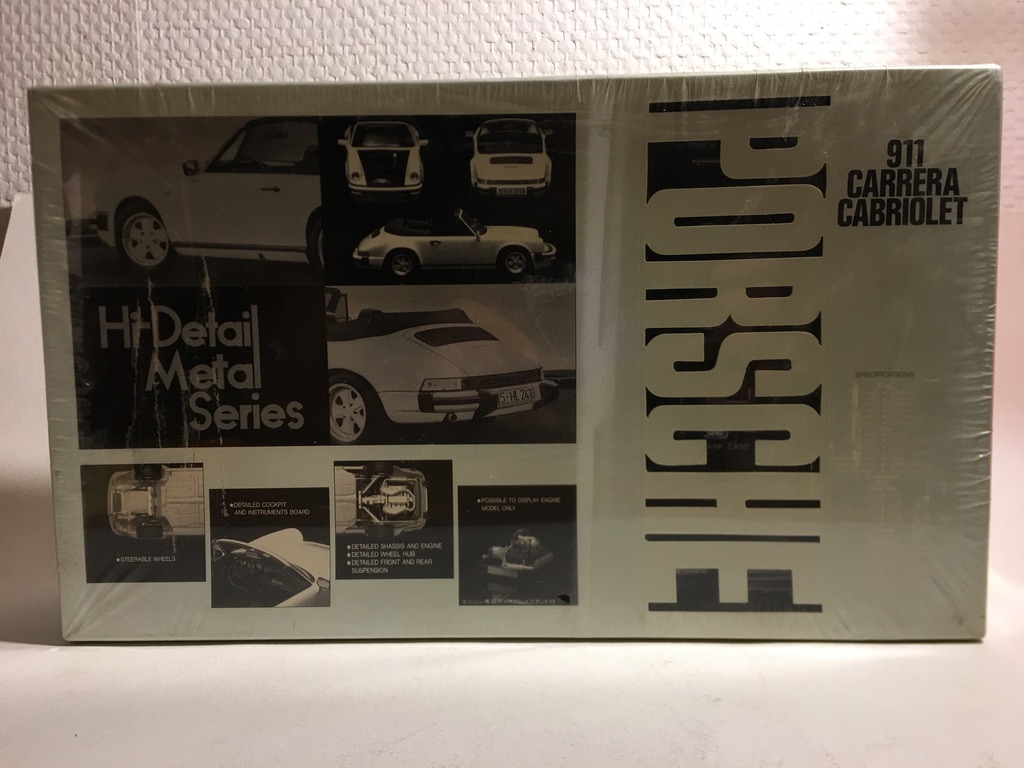 Hi-Detail
Metal
Series
S-HL 2410
★STEERABLE WHEELS
★DETAILED COCKPIT
AND INSTRUMENTS BOARD
★DETAILED SHASSIS AND ENGINE
★DETAILED WHEEL HUB
★DETAILED FRONT AND REAR
SUSPENSION
★POSSIBLE TO DISPLAY ENGINE
MODEL ONLY
PORSCHE
911
CARRERA
CABRIOLET
SPECIFICATIONS